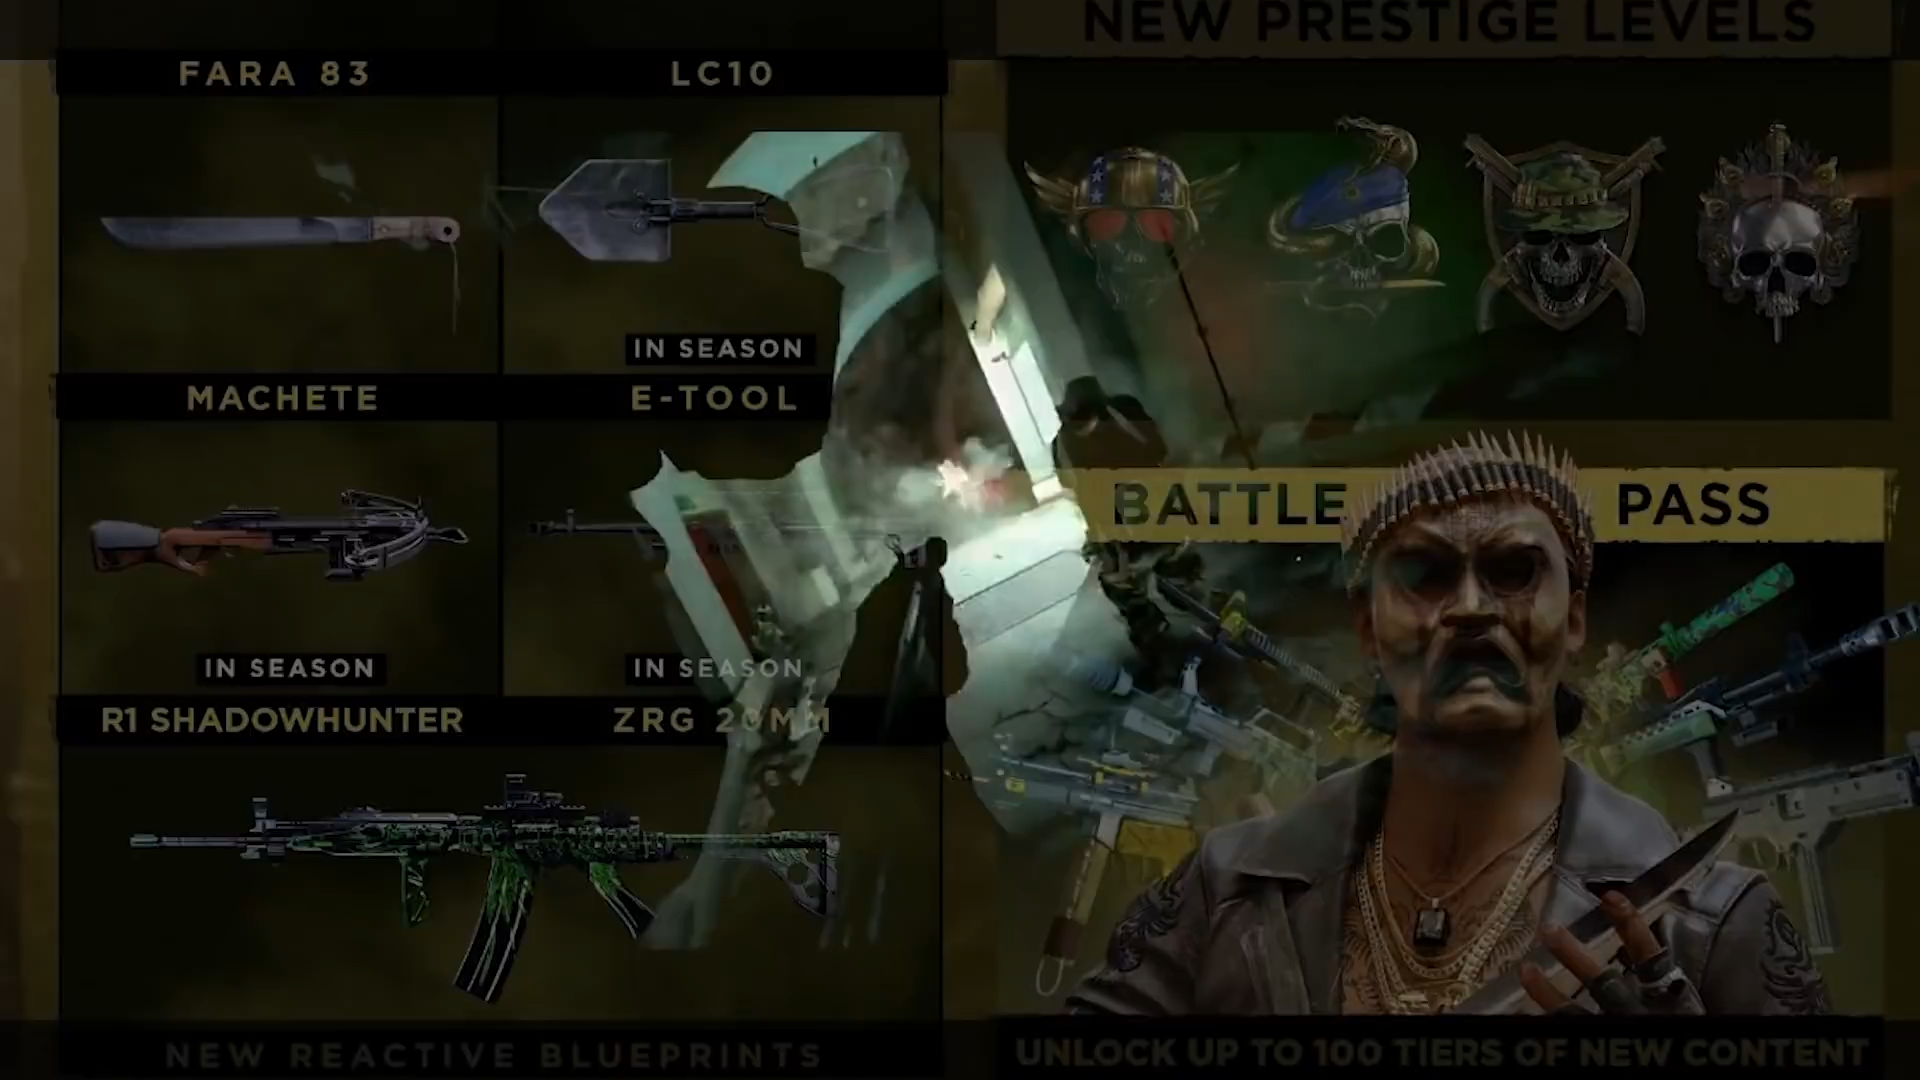 NEW PRESTIGE LEVELS
FARA 83
LC10
IN SEASON
MACHETE
E-TOOL
BATTLE PASS
IN SEASON
IN SEASON
R1 SHADOWHUNTER
ZRG 20MM
NEW REACTIVE BLUEPRINTS
UNLOCK UP TO 100 TIERS OF NEW CONTENT